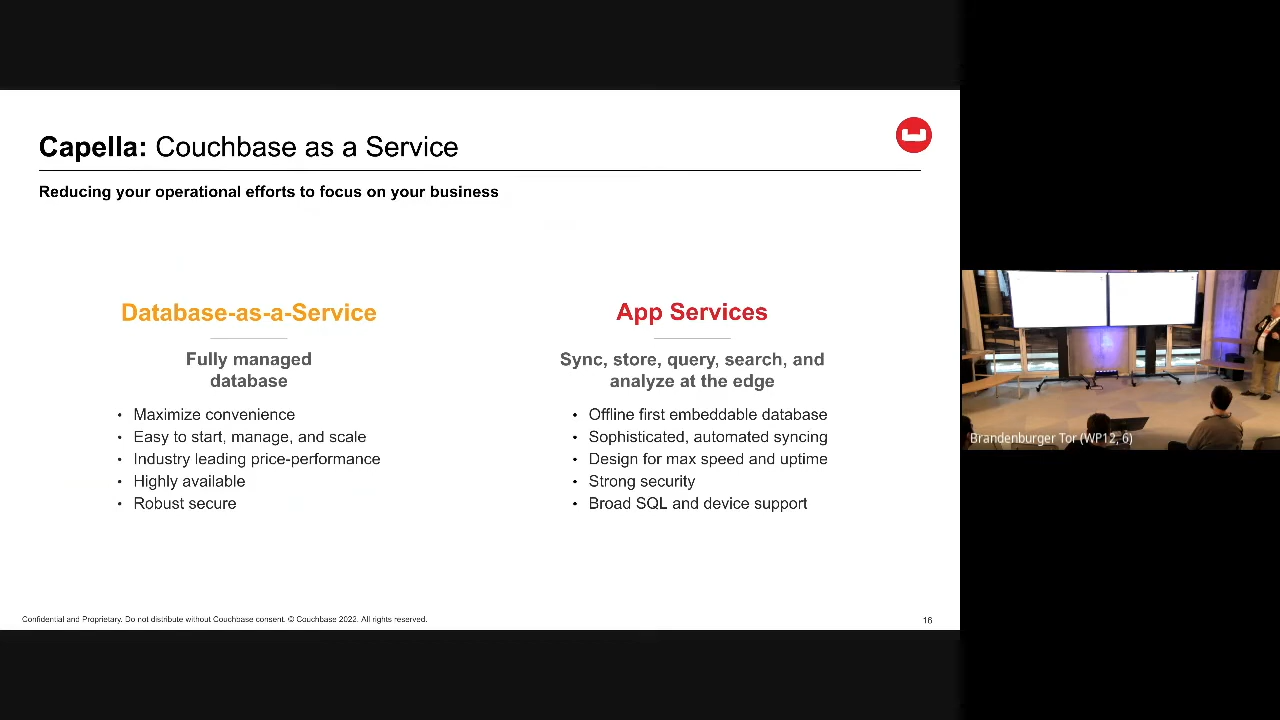 Capella: Couchbase as a Service
Reducing your operational efforts to focus on your business
Database-as-a-Service
Fully managed
database
• Maximize convenience
• Easy to start, manage, and scale
• Industry leading price-performance
• Highly available
• Robust secure
App Services
Sync, store, query, search, and
analyze at the edge
• Offline first embeddable database
• Sophisticated, automated syncing
• Design for max speed and uptime
• Strong security
• Broad SQL and device support
Confidential and Proprietary. Do not distribute without Couchbase consent. © Couchbase 2022. All rights reserved.
16
Brandenburger Tor (WP12, 6)